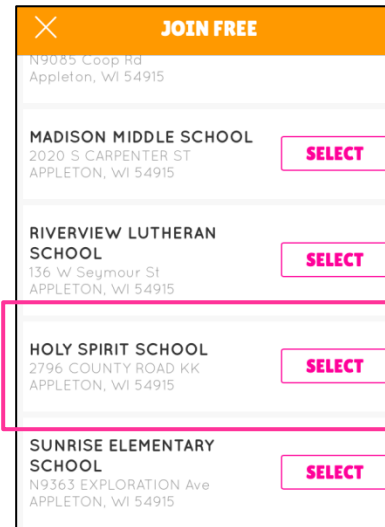 JOIN FREE
N9085 Coop Rd
Appleton, WI 54915
MADISON MIDDLE SCHOOL
2020 S CARPENTER ST
APPLETON, WI 54915
SELECT
RIVERVIEW LUTHERAN
SCHOOL
136 W Seymour St
APPLETON, WI 54915
SELECT
HOLY SPIRIT SCHOOL
2796 COUNTY ROAD KK
APPLETON, WI 54915
SELECT
SUNRISE ELEMENTARY
SCHOOL
N9363 EXPLORATION Ave
APPLETON, WI 54915
SELECT